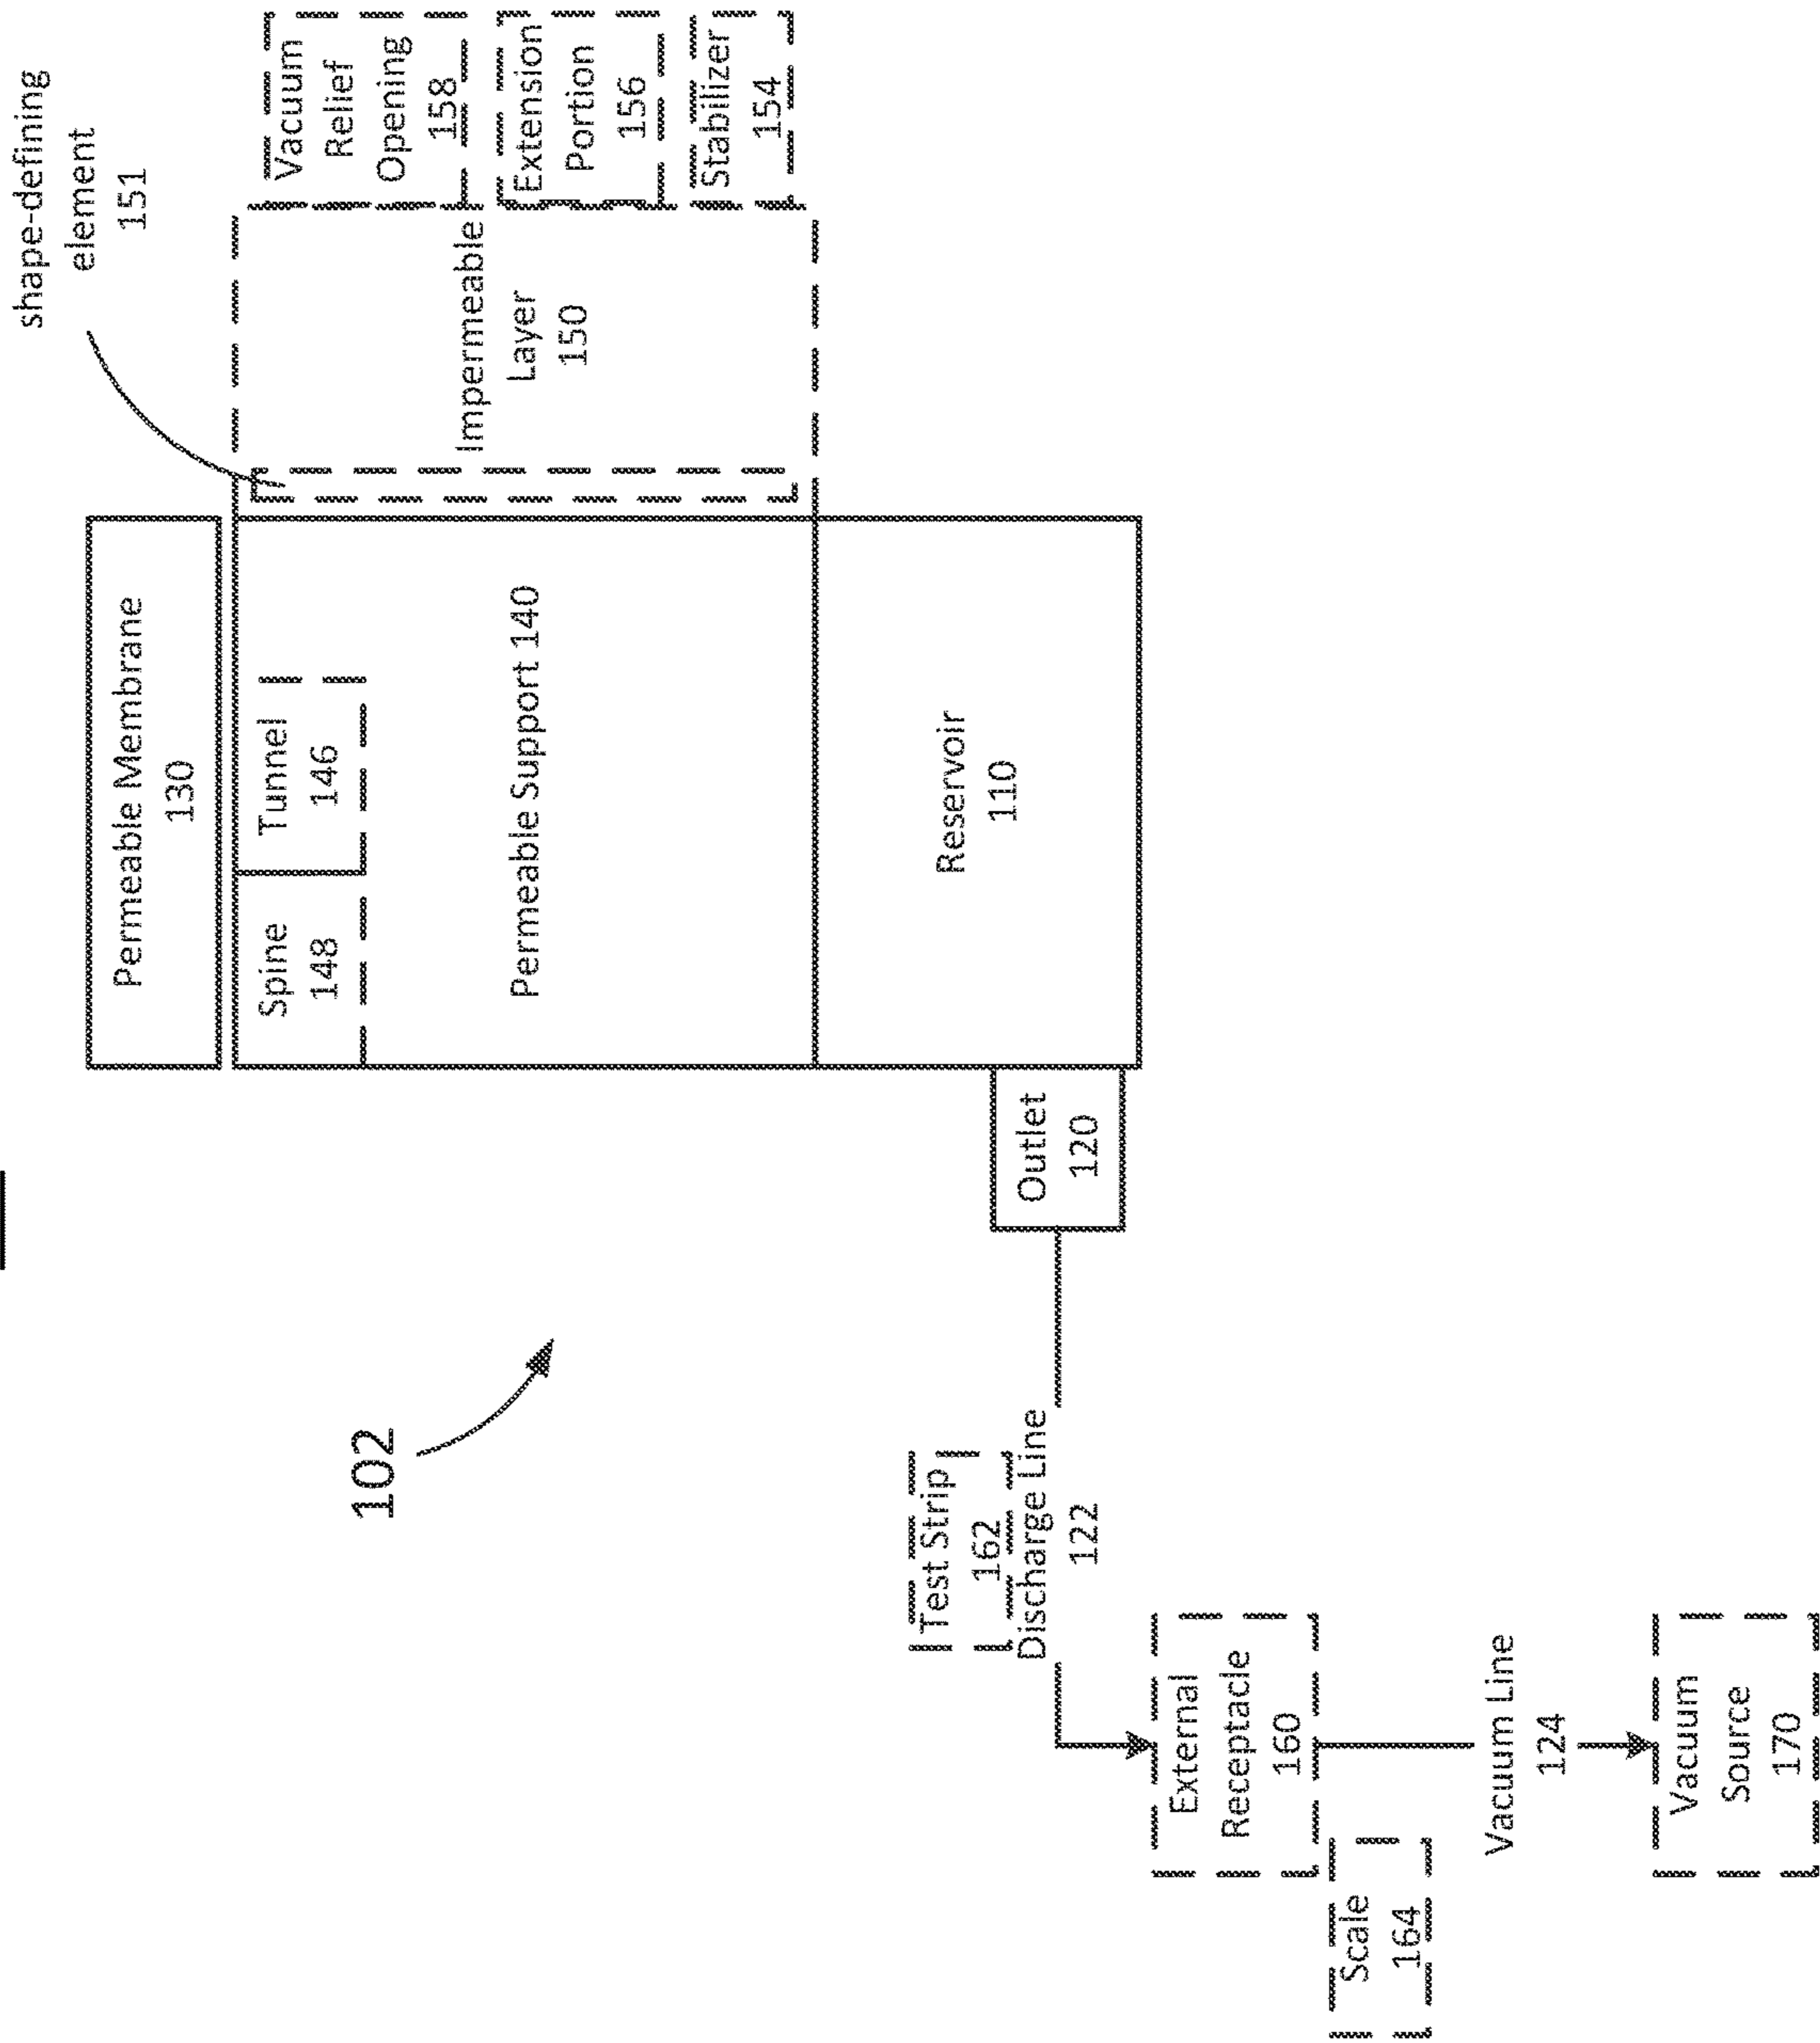 shape-defining
element
151
Permeable Membrane
130
Spine
148
Tunnel
146
Permeable Support 140
Impermeable
Layer
150
Vacuum
Relief
Opening
158
Extension
Portion
156
Stabilizer
154
Reservoir
110
Outlet
120
102
Test Strip
162
Discharge Line
122
External
Receptacle
160
Scale
164
Vacuum Line
124
Vacuum
Source
170